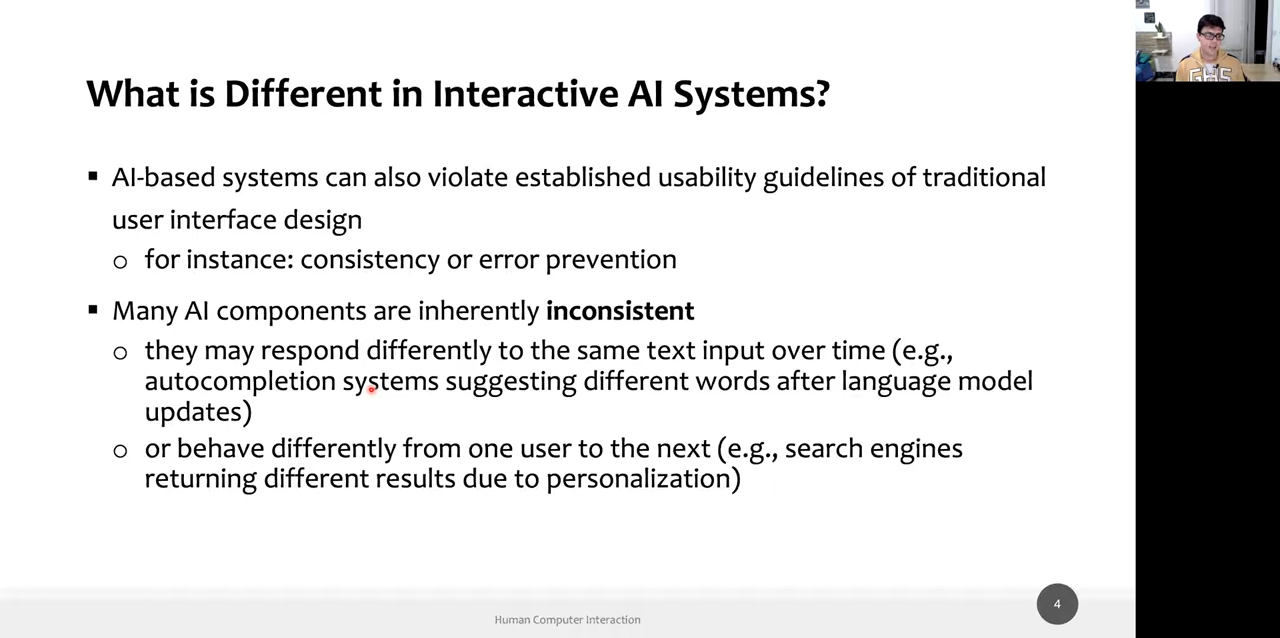 What is Different in Interactive AI Systems?
▪ AI-based systems can also violate established usability guidelines of traditional
user interface design
o for instance: consistency or error prevention
▪ Many AI components are inherently inconsistent
o they may respond differently to the same text input over time (e.g.,
autocompletion systems suggesting different words after language model
updates)
o or behave differently from one user to the next (e.g., search engines
returning different results due to personalization)
Human Computer Interaction
4